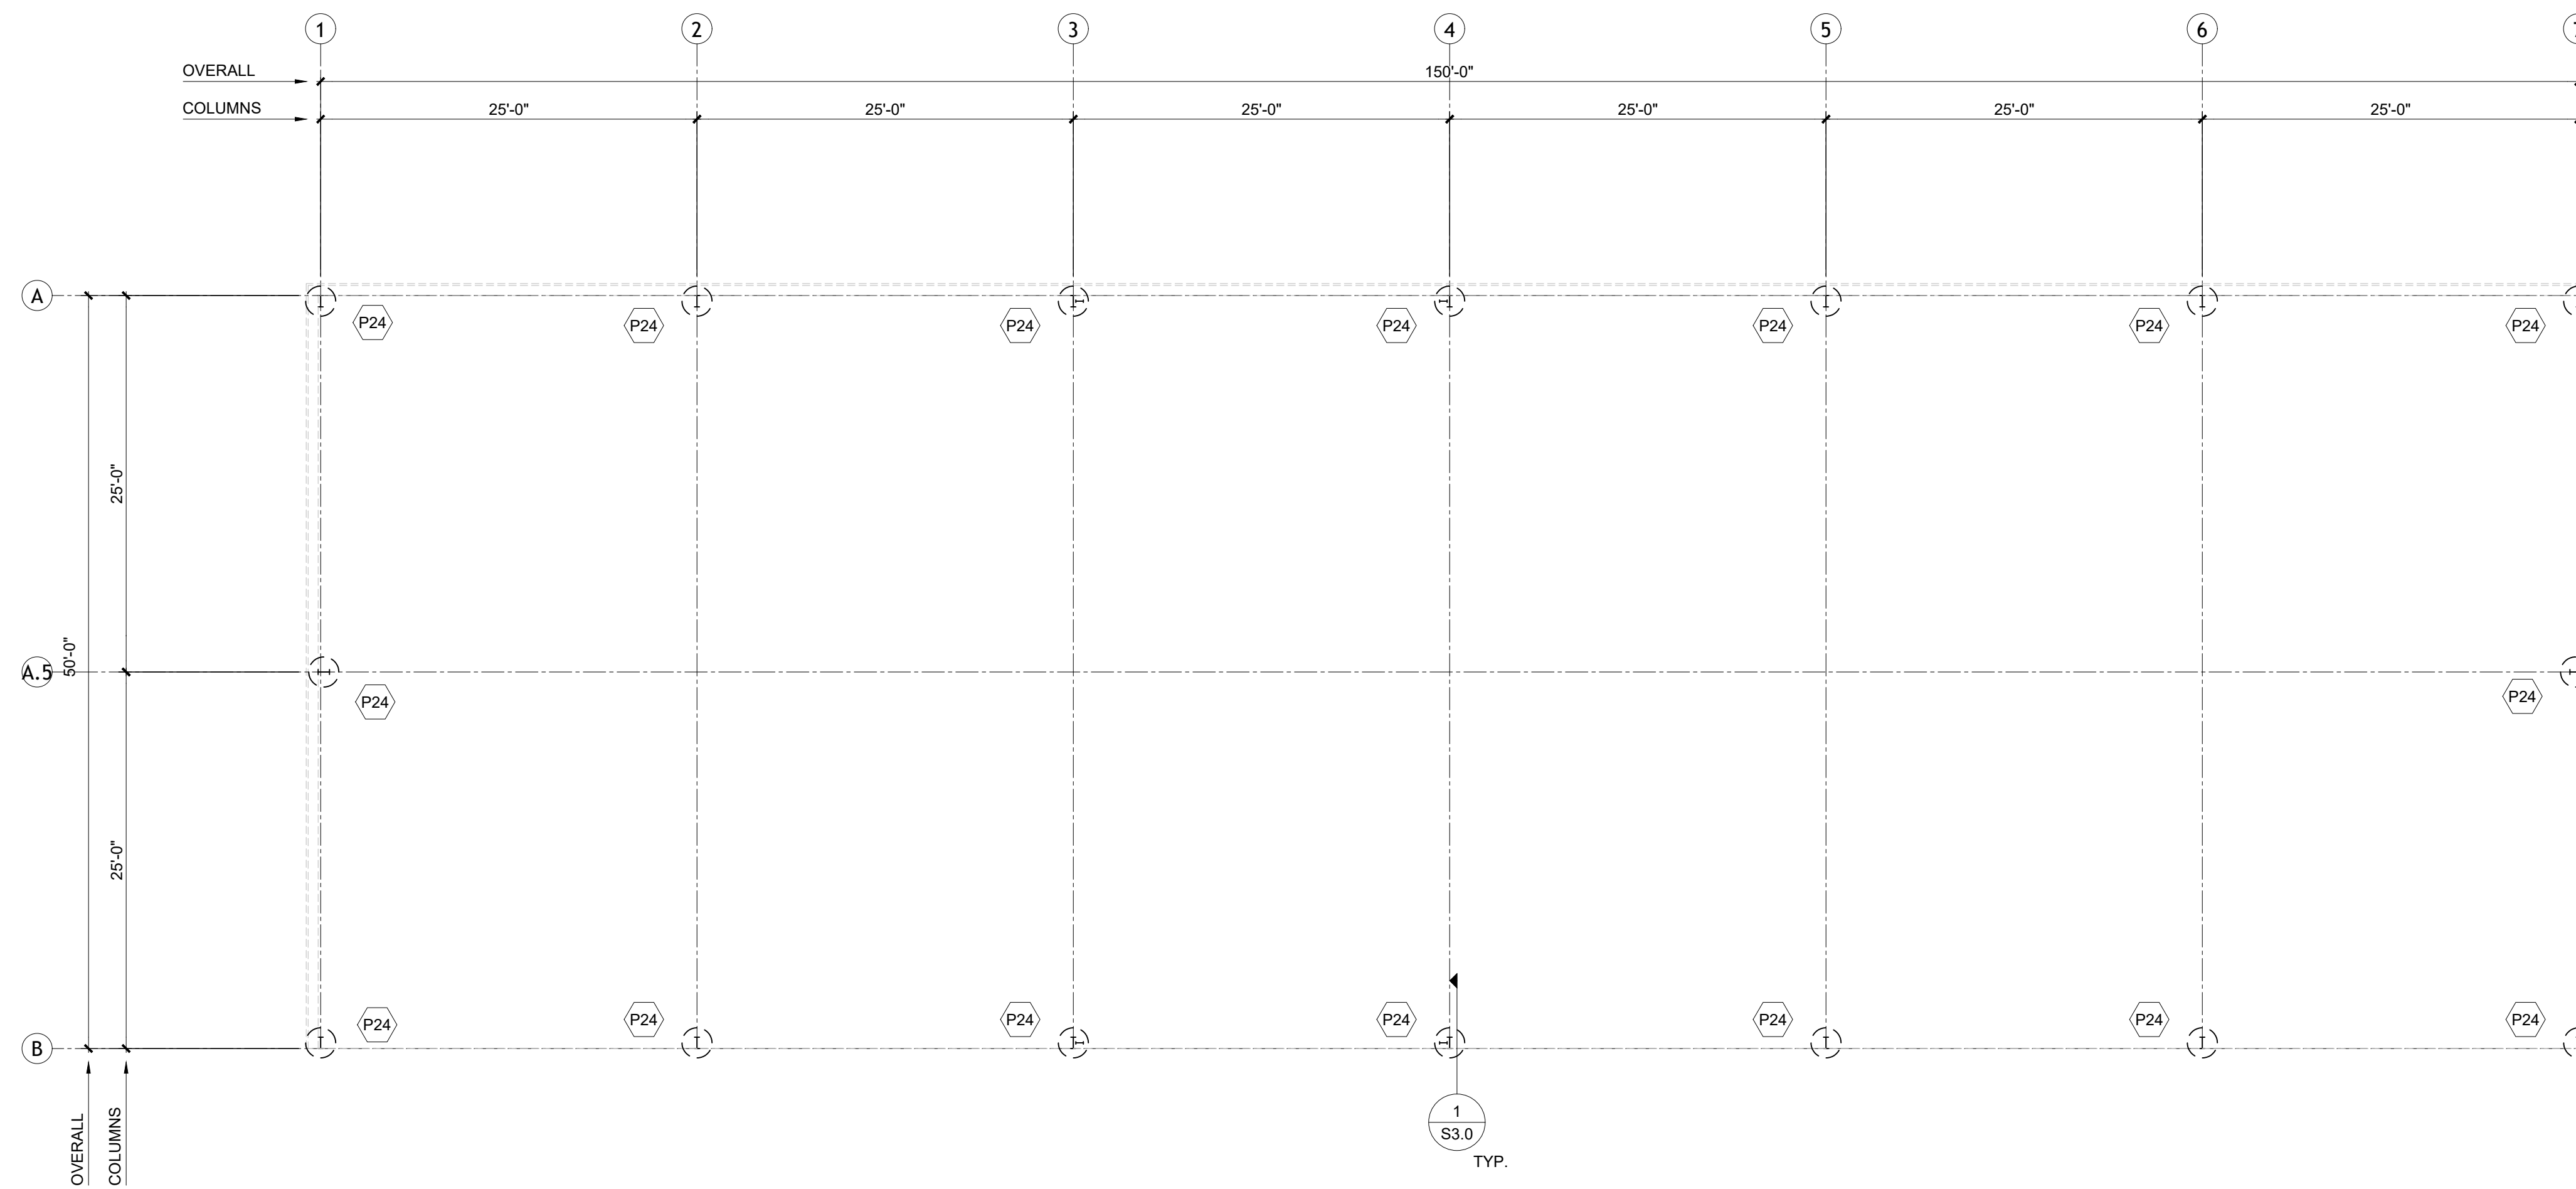 1 2 3 4 5 6
OVERALL 150'-0"
COLUMNS 25'-0" 25'-0" 25'-0" 25'-0" 25'-0" 25'-0"
A
P24 P24 P24 P24 P24 P24 P24
25'-0"
50'-0"
A.5
P24 P24
25'-0"
P24 P24 P24 P24 P24 P24 P24
B
OVERALL
COLUMNS
1
S3.0
TYP.